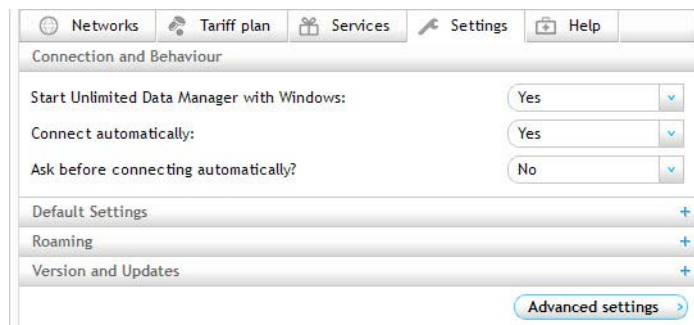 Networks Tariff plan Services Settings Help
Connection and Behaviour
Start Unlimited Data Manager with Windows: Yes
Connect automatically: Yes
Ask before connecting automatically? No
Default Settings +
Roaming +
Version and Updates +
Advanced settings